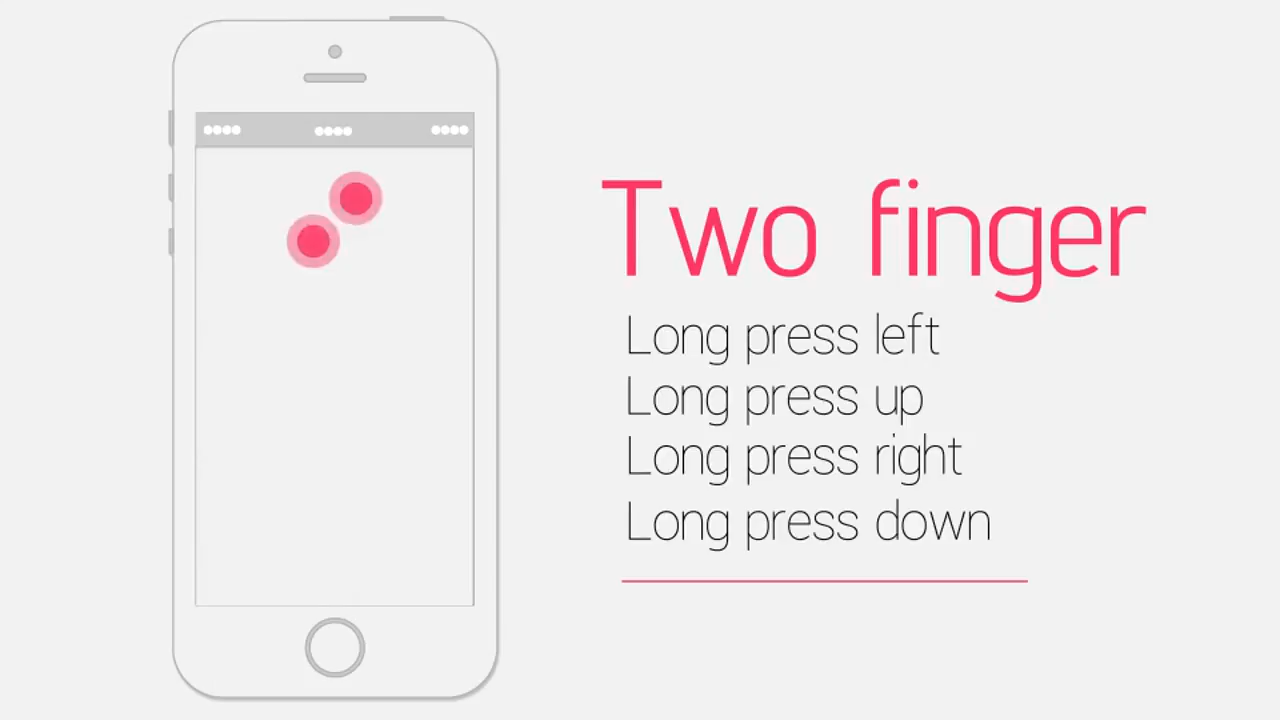 Two finger
Long press left
Long press up
Long press right
Long press down